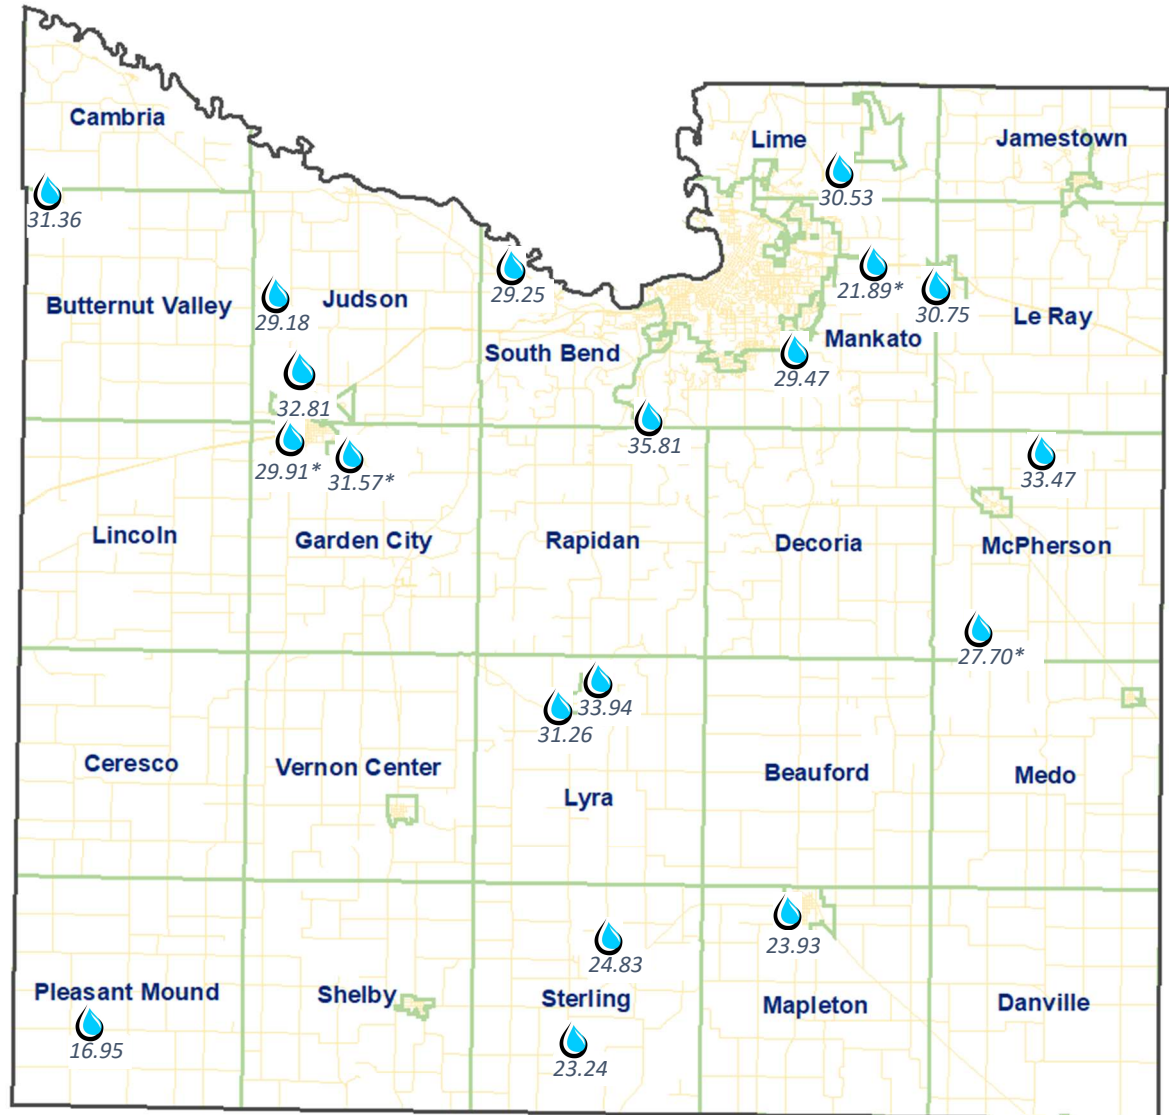 Cambria
Lime
Jamestown
30.53
31.36
Butternut Valley
Judson
29.18
29.25
21.89*
30.75
Le Ray
South Bend
Mankato
29.47
32.81
35.81
29.91*
31.57*
33.47
Lincoln
Garden City
Rapidan
Decoria
McPherson
27.70*
33.94
31.26
Ceresco
Vernon Center
Lyra
Beauford
Medo
23.93
24.83
Pleasant Mound
Shelby
Sterling
Mapleton
Danville
16.95
23.24